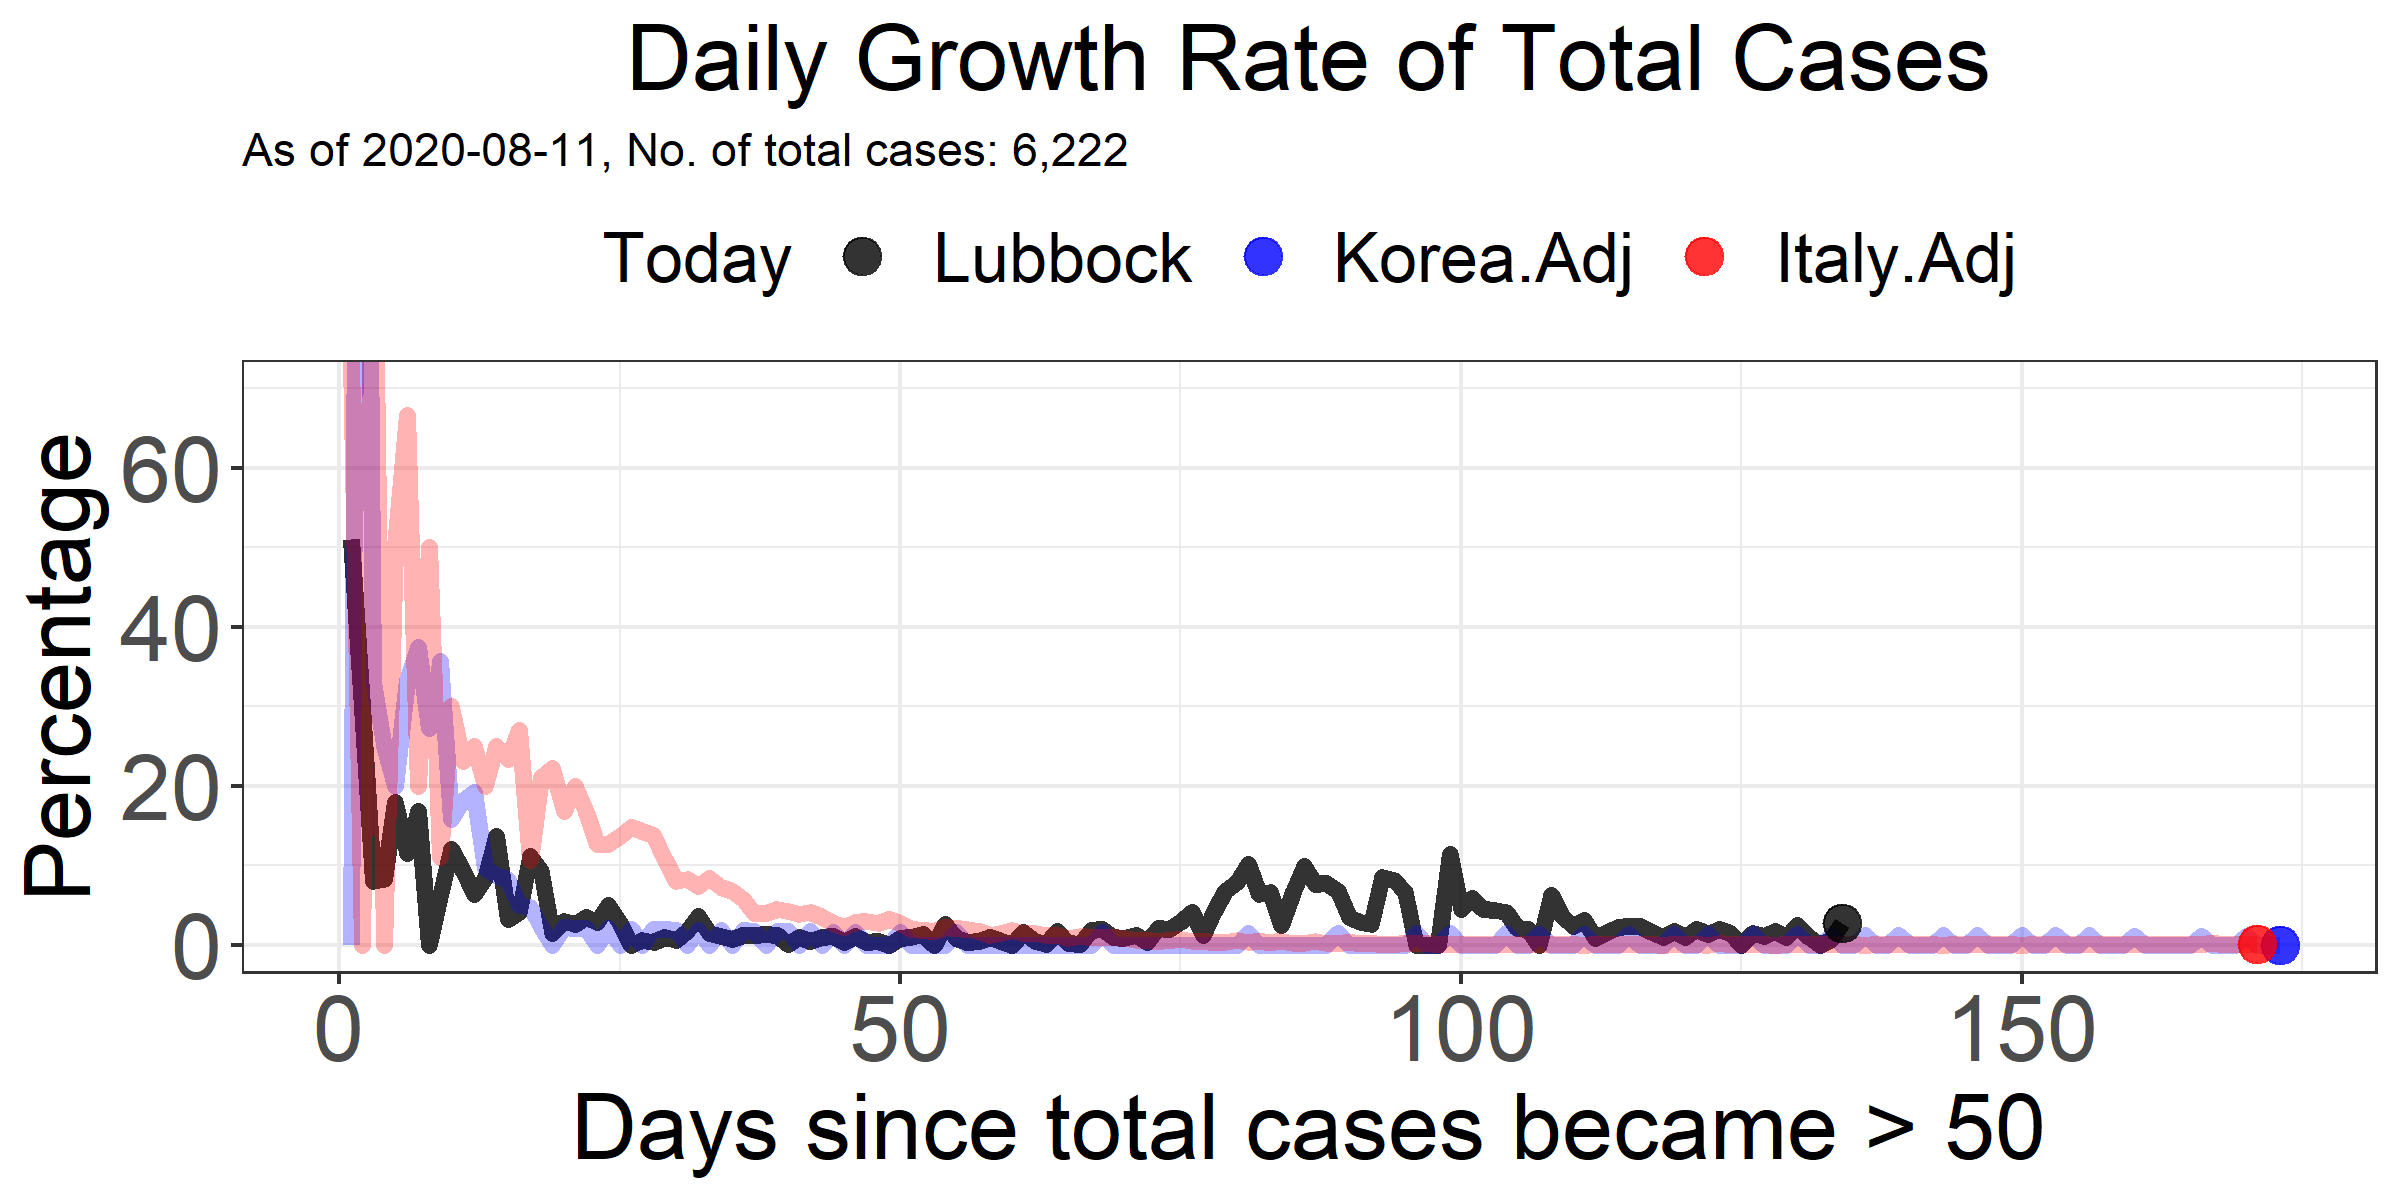 Daily Growth Rate of Total Cases
As of 2020-08-11, No. of total cases: 6,222
Today Lubbock Korea.Adj Italy.Adj
Percentage
60
40
20
0
0 50 100 150
Days since total cases became > 50